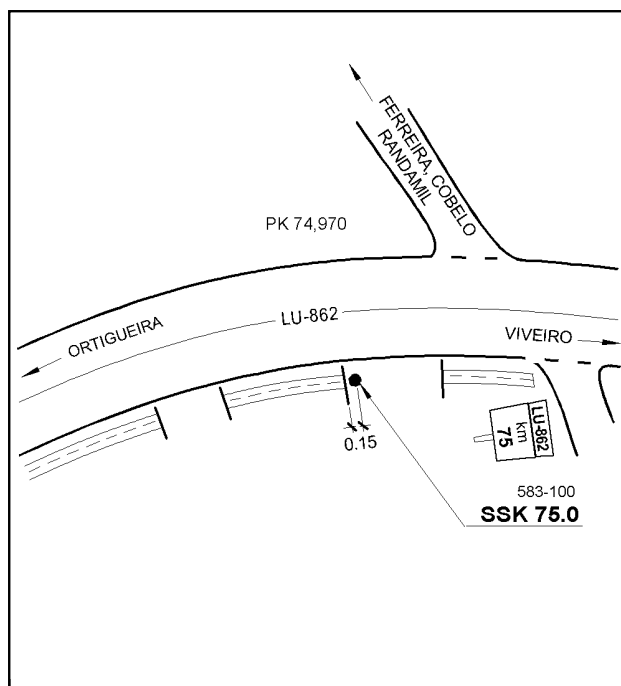 FERREIRA, COBELO
RANDAMIL
PK 74,970
LU-862
ORTIGUEIRA
VIVEIRO
0.15
LU-862
km
75
583-100
SSK 75.0